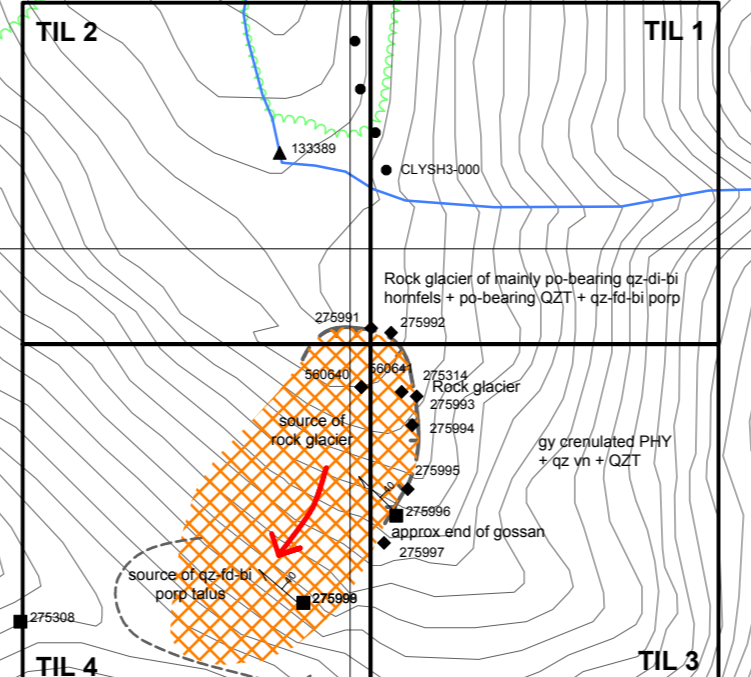 TIL 2
TIL 1
133389
CLYSH3-000
Rock glacier of mainly po-bearing qz-di-bi
hornfels + po-bearing QZT + qz-fd-bi porp
275991
275992
560640
560641
275314
Rock glacier
275993
source of
rock glacier
275994
gy crenulated PHY
+ qz vn + QZT
275995
40
275996
approx end of gossan
275997
source of qz-fd-bi
porp talus
40
275308
TIL 4
TIL 3